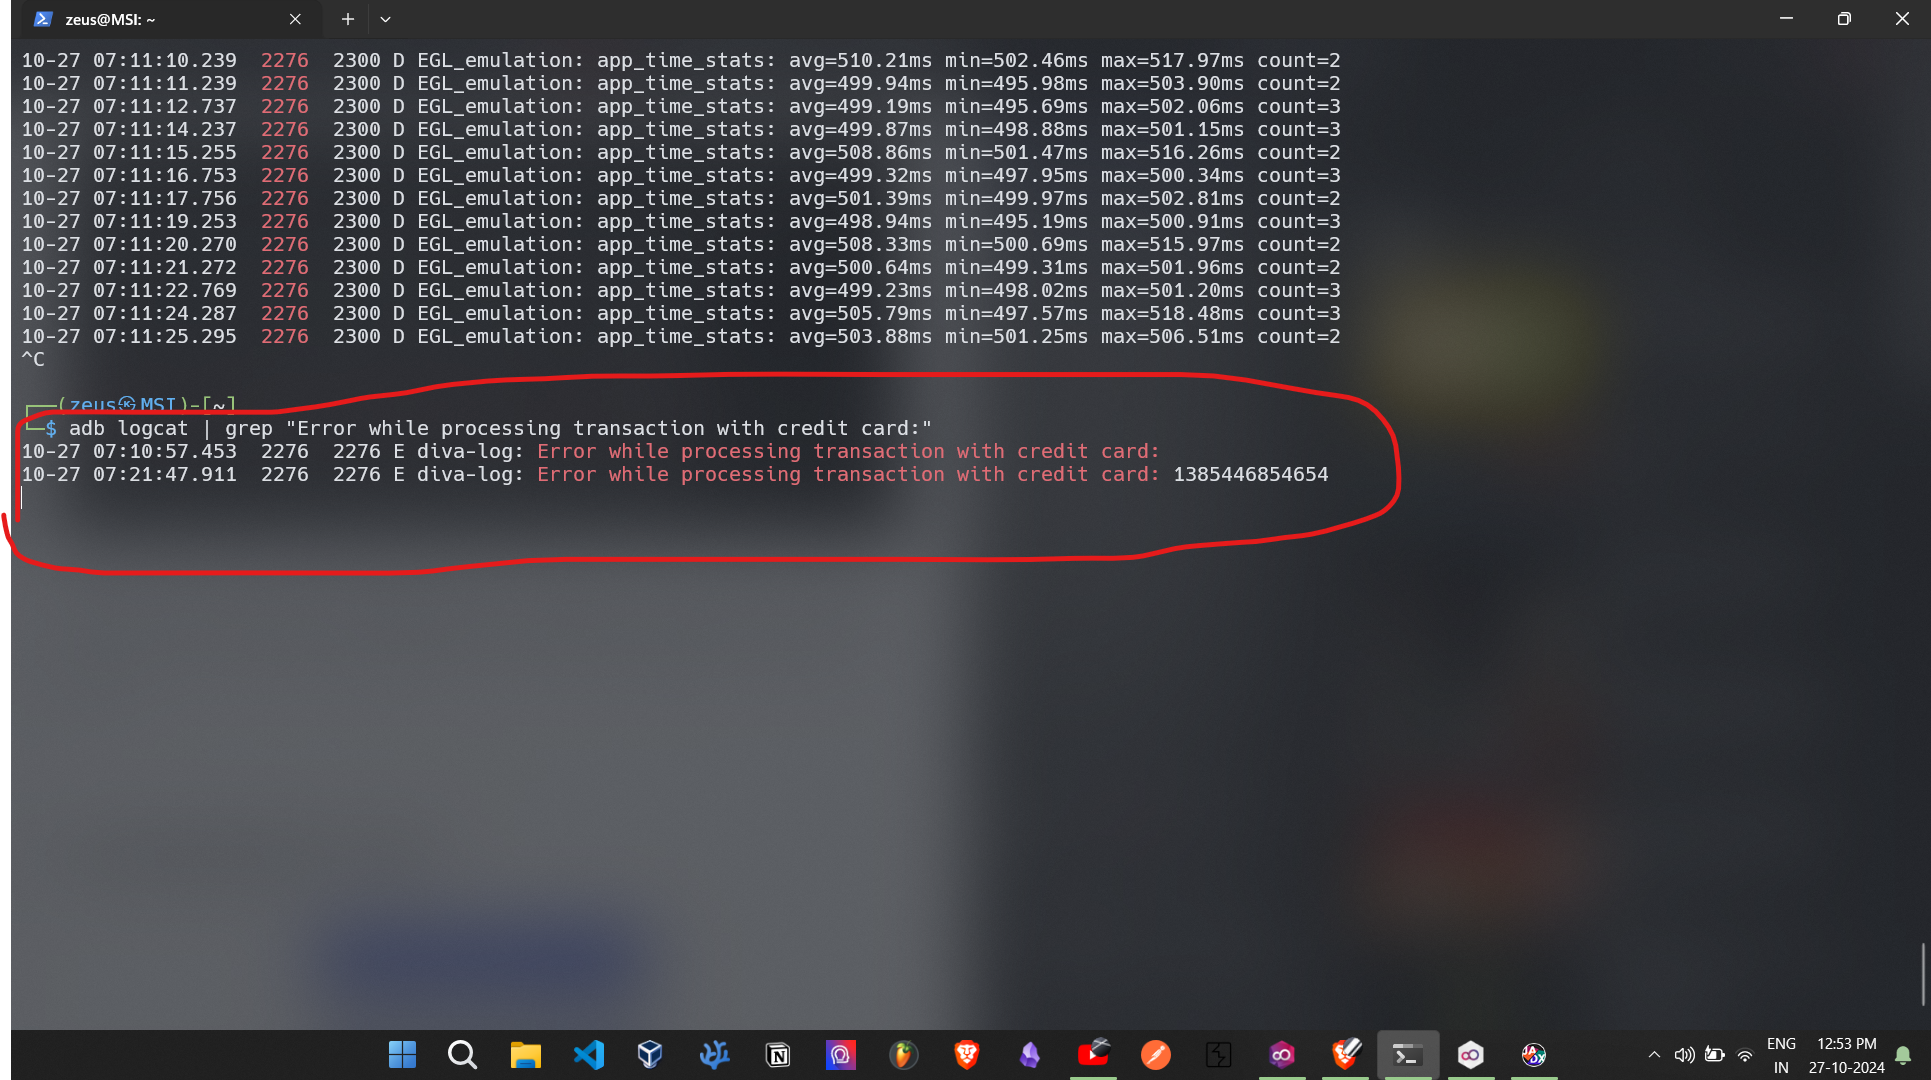 zeus@MSI: ~
10-27 07:11:10.239  2276  2300 D EGL_emulation: app_time_stats: avg=510.21ms min=502.46ms max=517.97ms count=2
10-27 07:11:11.239  2276  2300 D EGL_emulation: app_time_stats: avg=499.94ms min=495.98ms max=503.90ms count=2
10-27 07:11:12.737  2276  2300 D EGL_emulation: app_time_stats: avg=499.19ms min=495.69ms max=502.06ms count=3
10-27 07:11:14.237  2276  2300 D EGL_emulation: app_time_stats: avg=499.87ms min=498.88ms max=501.15ms count=3
10-27 07:11:15.255  2276  2300 D EGL_emulation: app_time_stats: avg=508.86ms min=501.47ms max=516.26ms count=2
10-27 07:11:16.753  2276  2300 D EGL_emulation: app_time_stats: avg=499.32ms min=497.95ms max=500.34ms count=3
10-27 07:11:17.756  2276  2300 D EGL_emulation: app_time_stats: avg=501.39ms min=499.97ms max=502.81ms count=2
10-27 07:11:19.253  2276  2300 D EGL_emulation: app_time_stats: avg=498.94ms min=495.19ms max=500.91ms count=3
10-27 07:11:20.270  2276  2300 D EGL_emulation: app_time_stats: avg=508.33ms min=500.69ms max=515.97ms count=2
10-27 07:11:21.272  2276  2300 D EGL_emulation: app_time_stats: avg=500.64ms min=499.31ms max=501.96ms count=2
10-27 07:11:22.769  2276  2300 D EGL_emulation: app_time_stats: avg=499.23ms min=498.02ms max=501.20ms count=3
10-27 07:11:24.287  2276  2300 D EGL_emulation: app_time_stats: avg=505.79ms min=497.57ms max=518.48ms count=3
10-27 07:11:25.295  2276  2300 D EGL_emulation: app_time_stats: avg=503.88ms min=501.25ms max=506.51ms count=2
^C
┌──(zeus㉿MSI)-[~]
└─$ adb logcat | grep "Error while processing transaction with credit card:"
10-27 07:10:57.453  2276  2276 E diva-log: Error while processing transaction with credit card:
10-27 07:21:47.911  2276  2276 E diva-log: Error while processing transaction with credit card: 1385446854654
ENG
IN
12:53 PM
27-10-2024